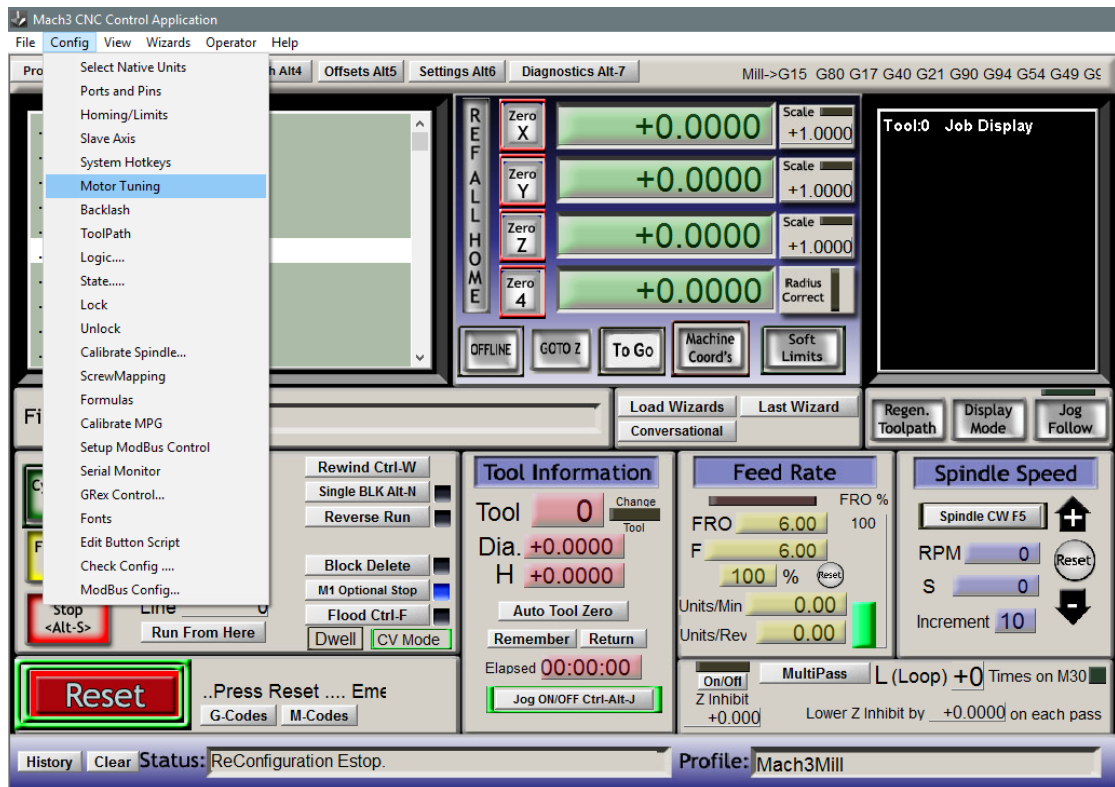 Mach3 CNC Control Application
File Config View Wizards Operator Help
Alt4 Offsets Alt5 Settings Alt6 Diagnostics Alt-7 Mill->G15 G80 G17 G40 G21 G90 G94 G54 G49
Select Native Units
Ports and Pins
Homing/Limits
Slave Axis
System Hotkeys
Motor Tuning
Backlash
ToolPath
Logic....
State.....
Lock
Unlock
Calibrate Spindle...
ScrewMapping
Formulas
Calibrate MPG
Setup ModBus Control
Serial Monitor
GRex Control...
Fonts
Edit Button Script
Check Config ....
ModBus Config...
REF ALL HOME
Zero X +0.0000 Scale +1.0000
Zero Y +0.0000 Scale +1.0000
Zero Z +0.0000 Scale +1.0000
Zero 4 +0.0000 Radius Correct
OFFLINE GOTO Z To Go Machine Coord's Soft Limits
Tool:0 Job Display
Load Wizards Last Wizard
Conversational
Regen. Toolpath Display Mode Jog Follow
Rewind Ctrl-W
Single BLK Alt-N
Reverse Run
Block Delete
M1 Optional Stop
Flood Ctrl-F
Dwell CV Mode
Stop
<Alt-S>
Line 0
Run From Here
Tool Information
Tool 0 Change Tool
Dia. +0.0000
H +0.0000
Auto Tool Zero
Remember Return
Elapsed 00:00:00
Jog ON/OFF Ctrl-Alt-J
Feed Rate
FRO %
FRO 6.00 100
F 6.00
100 % Reset
Units/Min 0.00
Units/Rev 0.00
Spindle Speed
Spindle CW F5
RPM 0 Reset
S 0
Increment 10
Reset
..Press Reset .... Eme
G-Codes M-Codes
On/Off
Z Inhibit
+0.000
MultiPass L (Loop) +0 Times on M30
Lower Z Inhibit by +0.0000 on each pass
History Clear Status: ReConfiguration Estop. Profile: Mach3Mill